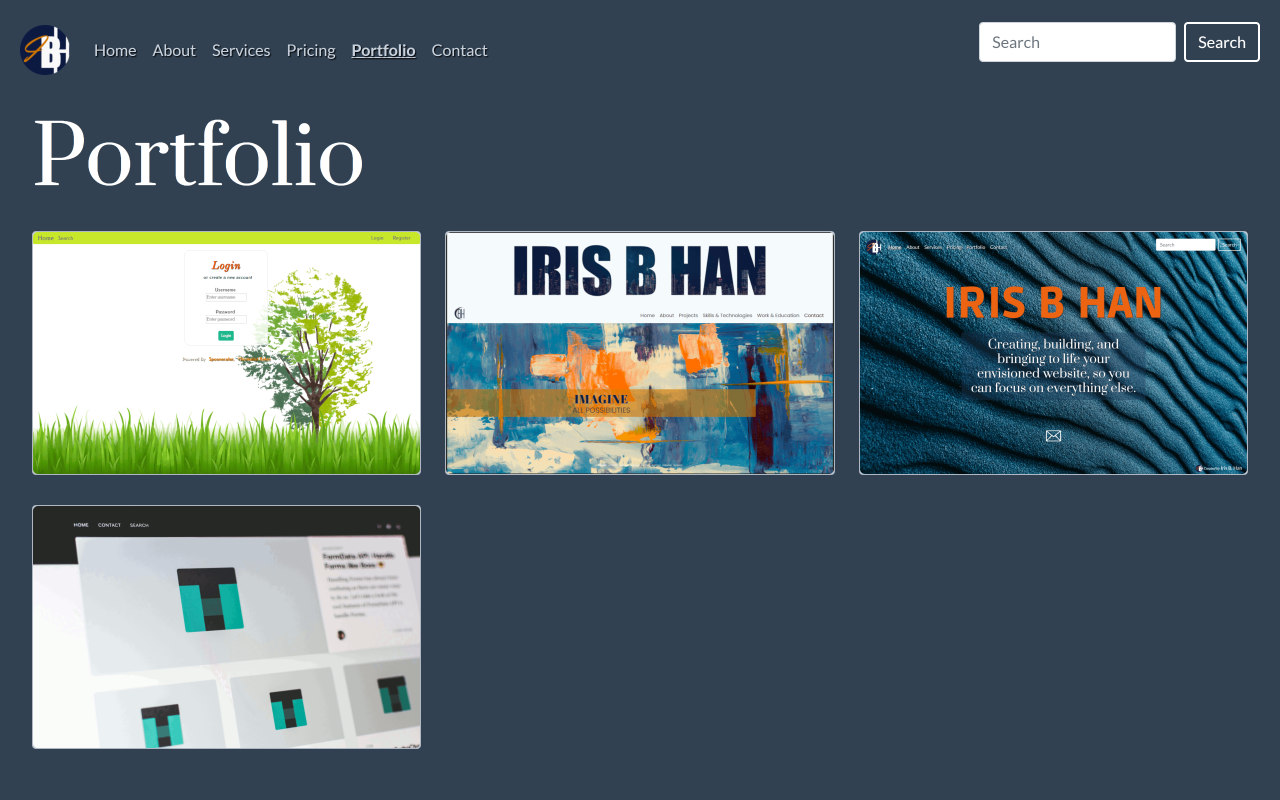 Home About Services Pricing Portfolio Contact
Search
Search
Portfolio
Home Search
Login Register
Login
or create a new account
Username
Enter username
Password
Enter password
Login
Powered By
IRIS B HAN
Home About Projects Skills & Technologies Work & Education Contact
IMAGINE
ALL POSSIBILITIES
Home About Services Pricing Portfolio Contact
Search
Search
IRIS B HAN
Creating, building, and
bringing to life your
envisioned website, so you
can focus on everything else.
Iris B. Han
HOME CONTACT SEARCH
FormData API: Handle
Forms like Boss